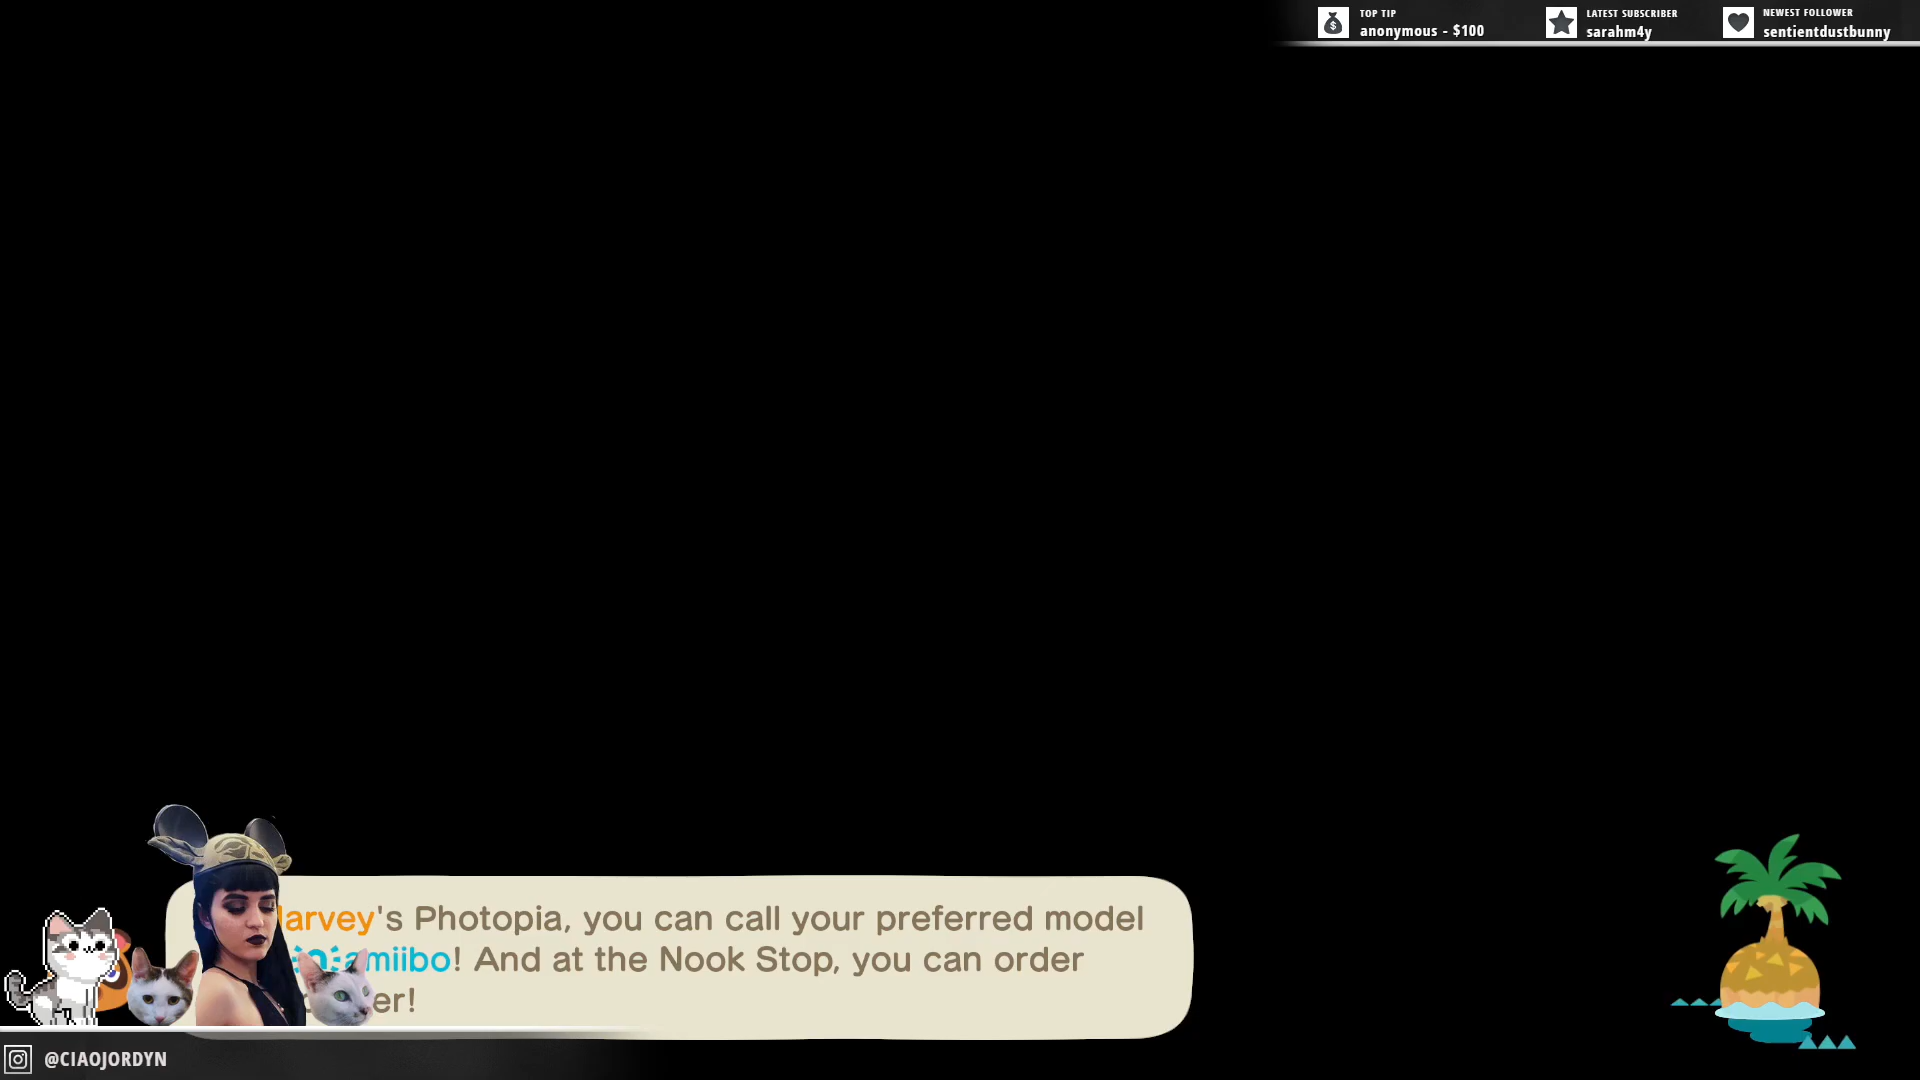 TOP TIP
anonymous - $100
LATEST SUBSCRIBER
sarahm4y
NEWEST FOLLOWER
sentientdustbunny
arvey's Photopia, you can call your preferred model
amiibo! And at the Nook Stop, you can order
er!
@CIAOJORDYN